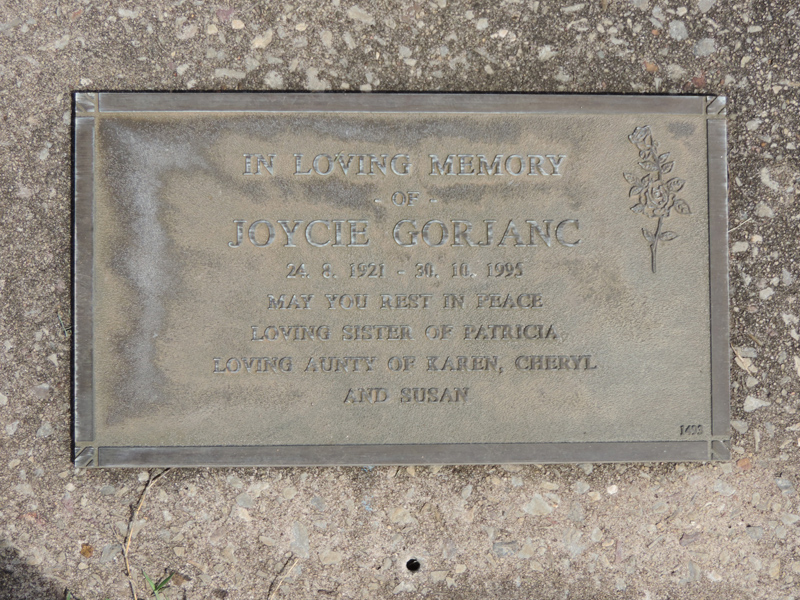 IN LOVING MEMORY
- OF -
JOYCIE GORJANC
24. 8. 1921 - 30. 10. 1995
MAY YOU REST IN PEACE
LOVING SISTER OF PATRICIA,
LOVING AUNTY OF KAREN, CHERYL
AND SUSAN